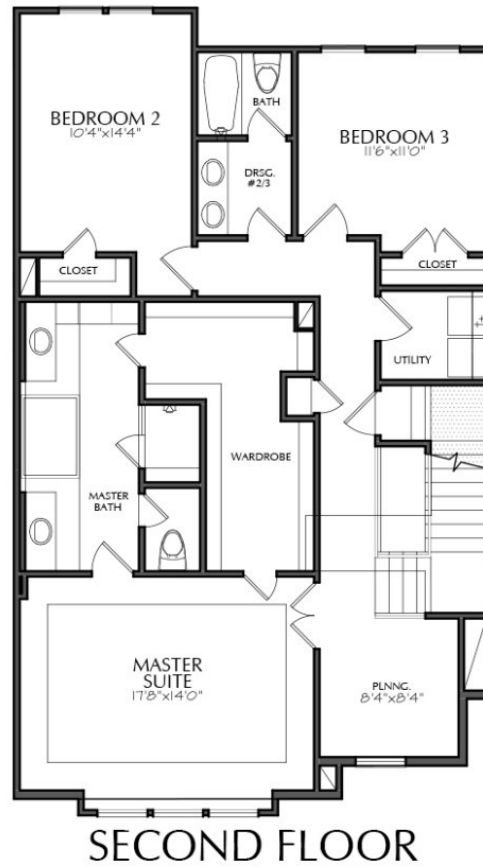 BEDROOM 2
10'4"x14'4"
BATH
BEDROOM 3
11'6"x11'0"
DRSG.
#2/3
CLOSET
CLOSET
UTILITY
WARDROBE
MASTER
BATH
MASTER
SUITE
17'8"x14'0"
PLNNG.
8'4"x8'4"
SECOND FLOOR